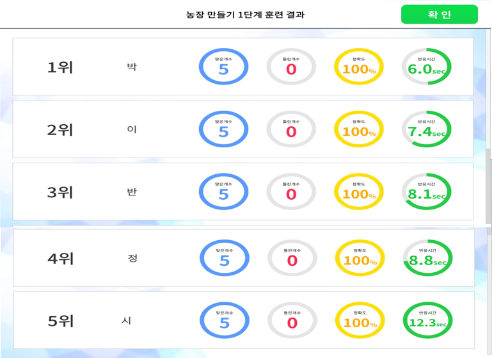 농장 만들기 1단계 훈련 결과
확 인
1위
박
맞은개수
5
틀린개수
0
정확도
100%
반응시간
6.0sec
2위
이
맞은개수
5
틀린개수
0
정확도
100%
반응시간
7.4sec
3위
반
맞은개수
5
틀린개수
0
정확도
100%
반응시간
8.1sec
4위
정
맞은개수
5
틀린개수
0
정확도
100%
반응시간
8.8sec
5위
시
맞은개수
5
틀린개수
0
정확도
100%
반응시간
12.3sec